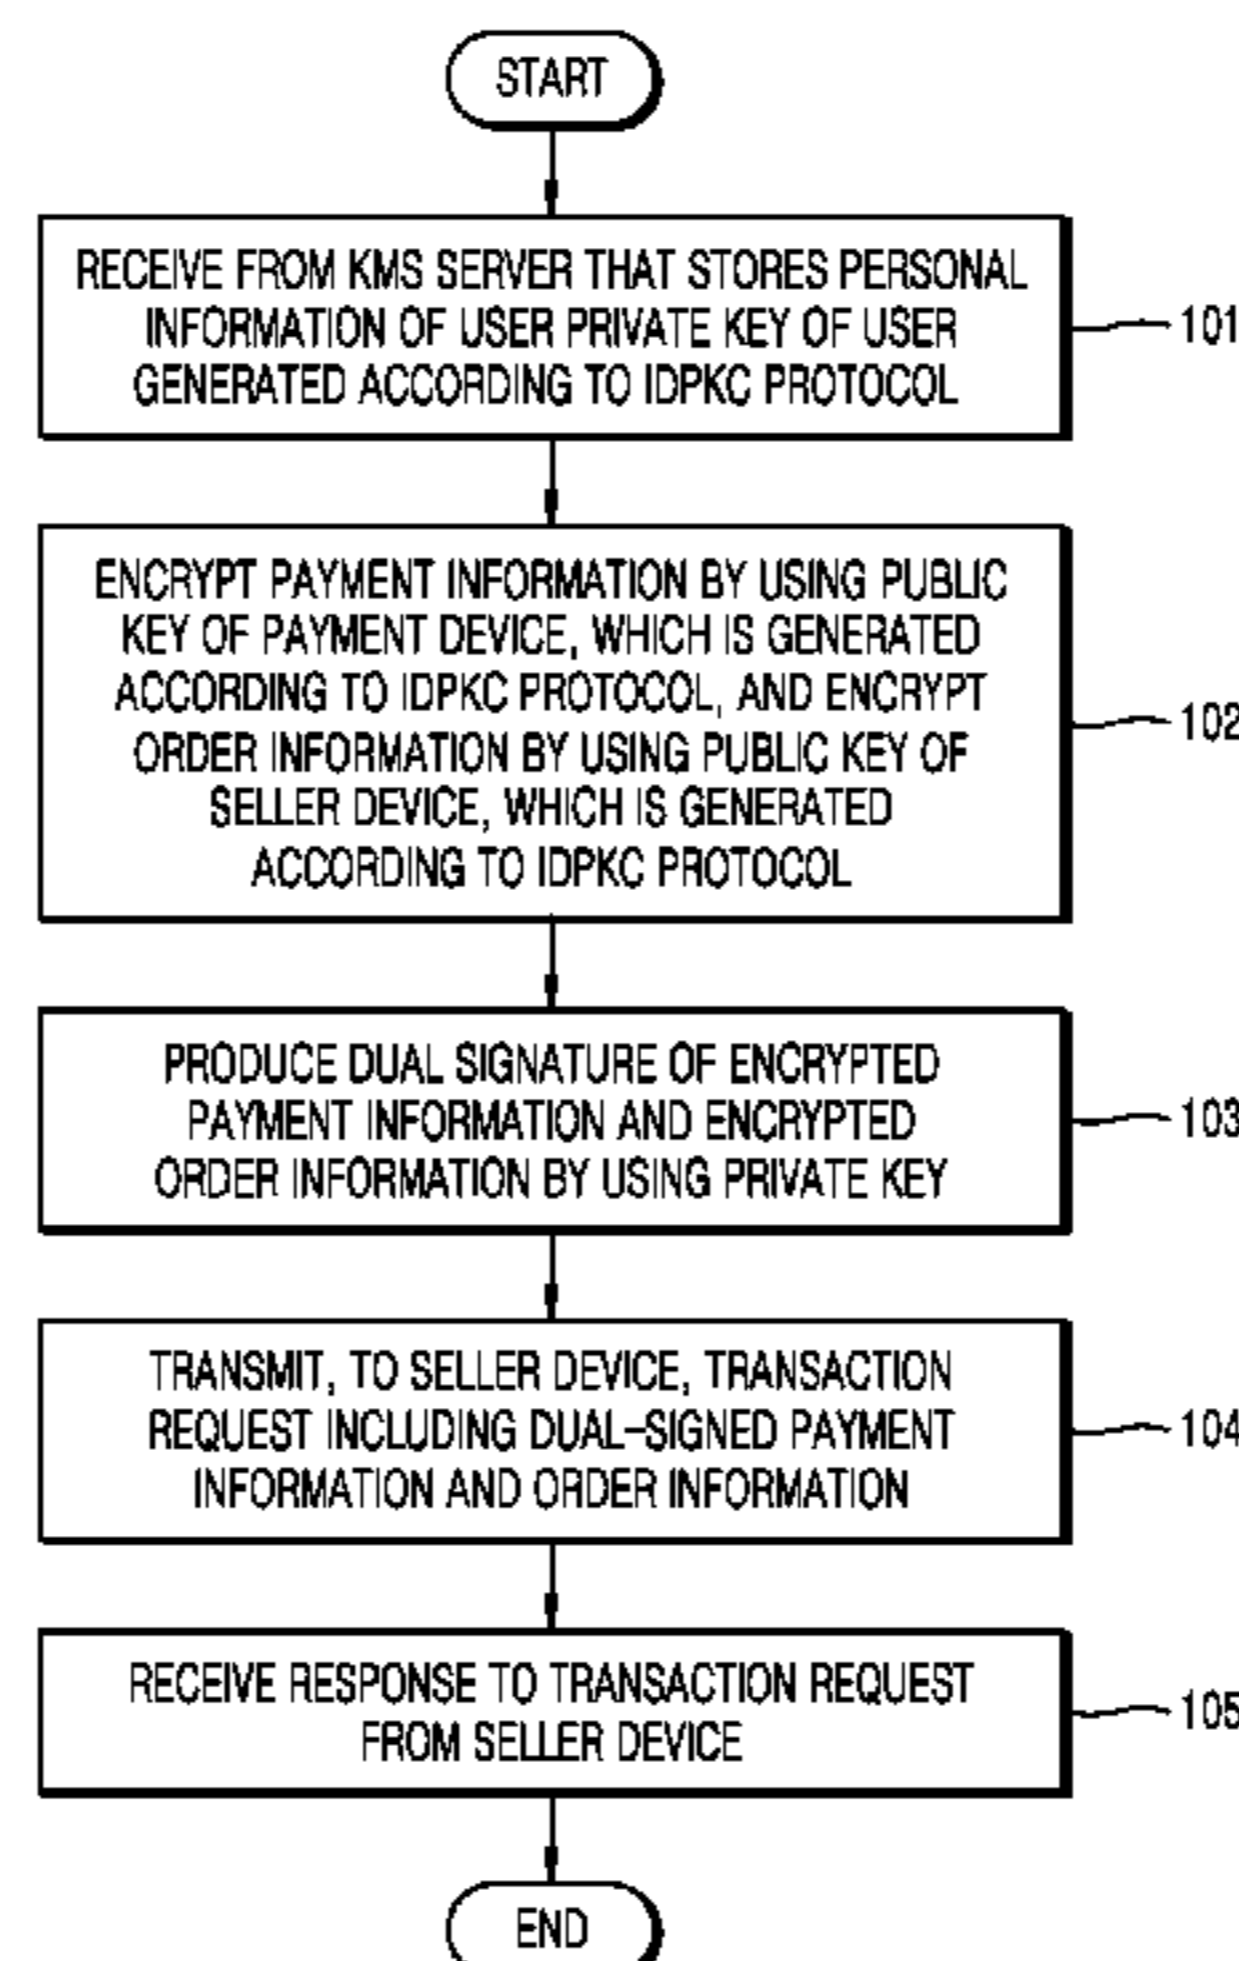 START
RECEIVE FROM KMS SERVER THAT STORES PERSONAL
INFORMATION OF USER PRIVATE KEY OF USER
GENERATED ACCORDING TO IDPKC PROTOCOL
101
ENCRYPT PAYMENT INFORMATION BY USING PUBLIC
KEY OF PAYMENT DEVICE, WHICH IS GENERATED
ACCORDING TO IDPKC PROTOCOL, AND ENCRYPT
ORDER INFORMATION BY USING PUBLIC KEY OF
SELLER DEVICE, WHICH IS GENERATED
ACCORDING TO IDPKC PROTOCOL
102
PRODUCE DUAL SIGNATURE OF ENCRYPTED
PAYMENT INFORMATION AND ENCRYPTED
ORDER INFORMATION BY USING PRIVATE KEY
103
TRANSMIT, TO SELLER DEVICE, TRANSACTION
REQUEST INCLUDING DUAL-SIGNED PAYMENT
INFORMATION AND ORDER INFORMATION
104
RECEIVE RESPONSE TO TRANSACTION REQUEST
FROM SELLER DEVICE
105
END